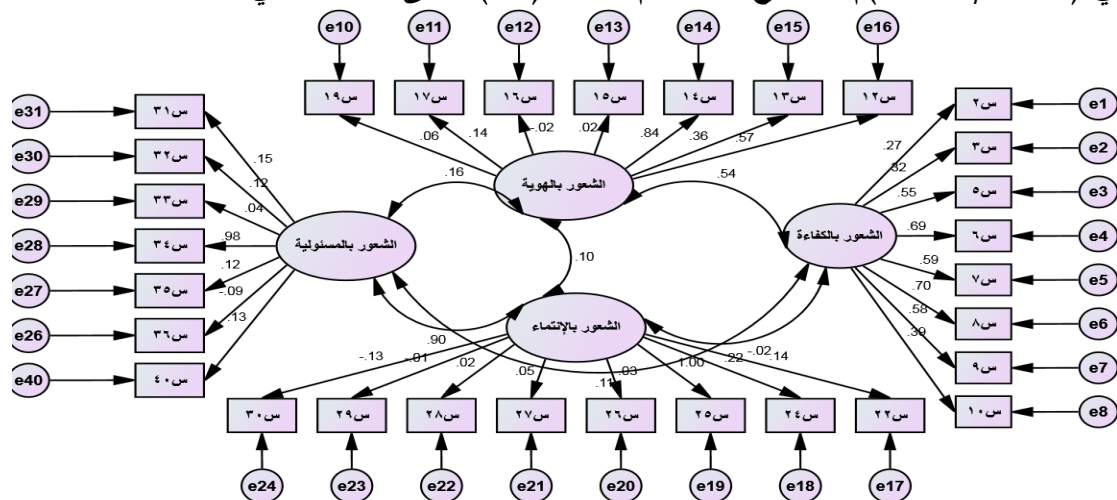 e10 e11 e12 e13 e14 e15 e16
س١٩ س١٧ س١٦ س١٥ س١٤ س١٣ س١٢
.06 .14 -.02 .02 .84 .36 .57
الشعور بالهوية
e31 س٣١ .15
e30 س٣٢ .12
e29 س٣٣ .04
e28 س٣٤ .98
e27 س٣٥ .12
e26 س٣٦ -.09
e40 س٤٠ .13
الشعور بالمسئولية
.16 .54 .10
الشعور بالكفاءة
.27 س٢ e1
.32 س٣ e2
.55 س٥ e3
.69 س٦ e4
.59 س٧ e5
.70 س٨ e6
.58 س٩ e7
.39 س١٠ e8
الشعور بالإنتماء
.90 -.02
-.13 -.01 .02 .05 .11 .03 1.00 .22 .14
س٣٠ س٢٩ س٢٨ س٢٧ س٢٦ س٢٥ س٢٤ س٢٢
e24 e23 e22 e21 e20 e19 e18 e17